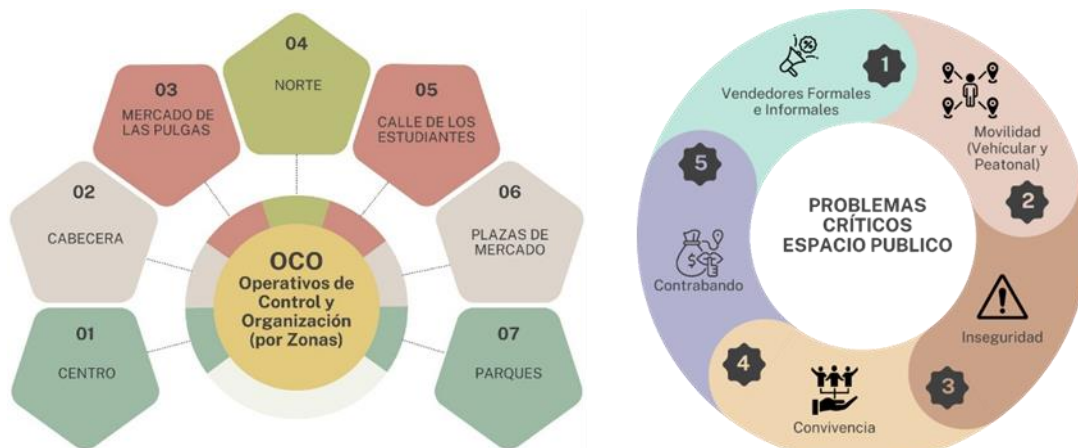 01
CENTRO
02
CABECERA
03
MERCADO DE
LAS PULGAS
04
NORTE
05
CALLE DE LOS
ESTUDIANTES
06
PLAZAS DE
MERCADO
07
PARQUES
OCO
Operativos de
Control y
Organización
(por Zonas)
PROBLEMAS
CRÍTICOS
ESPACIO PUBLICO
1
Vendedores Formales
e Informales
2
Movilidad
(Vehícular y
Peatonal)
3
Inseguridad
4
Convivencia
5
Contrabando